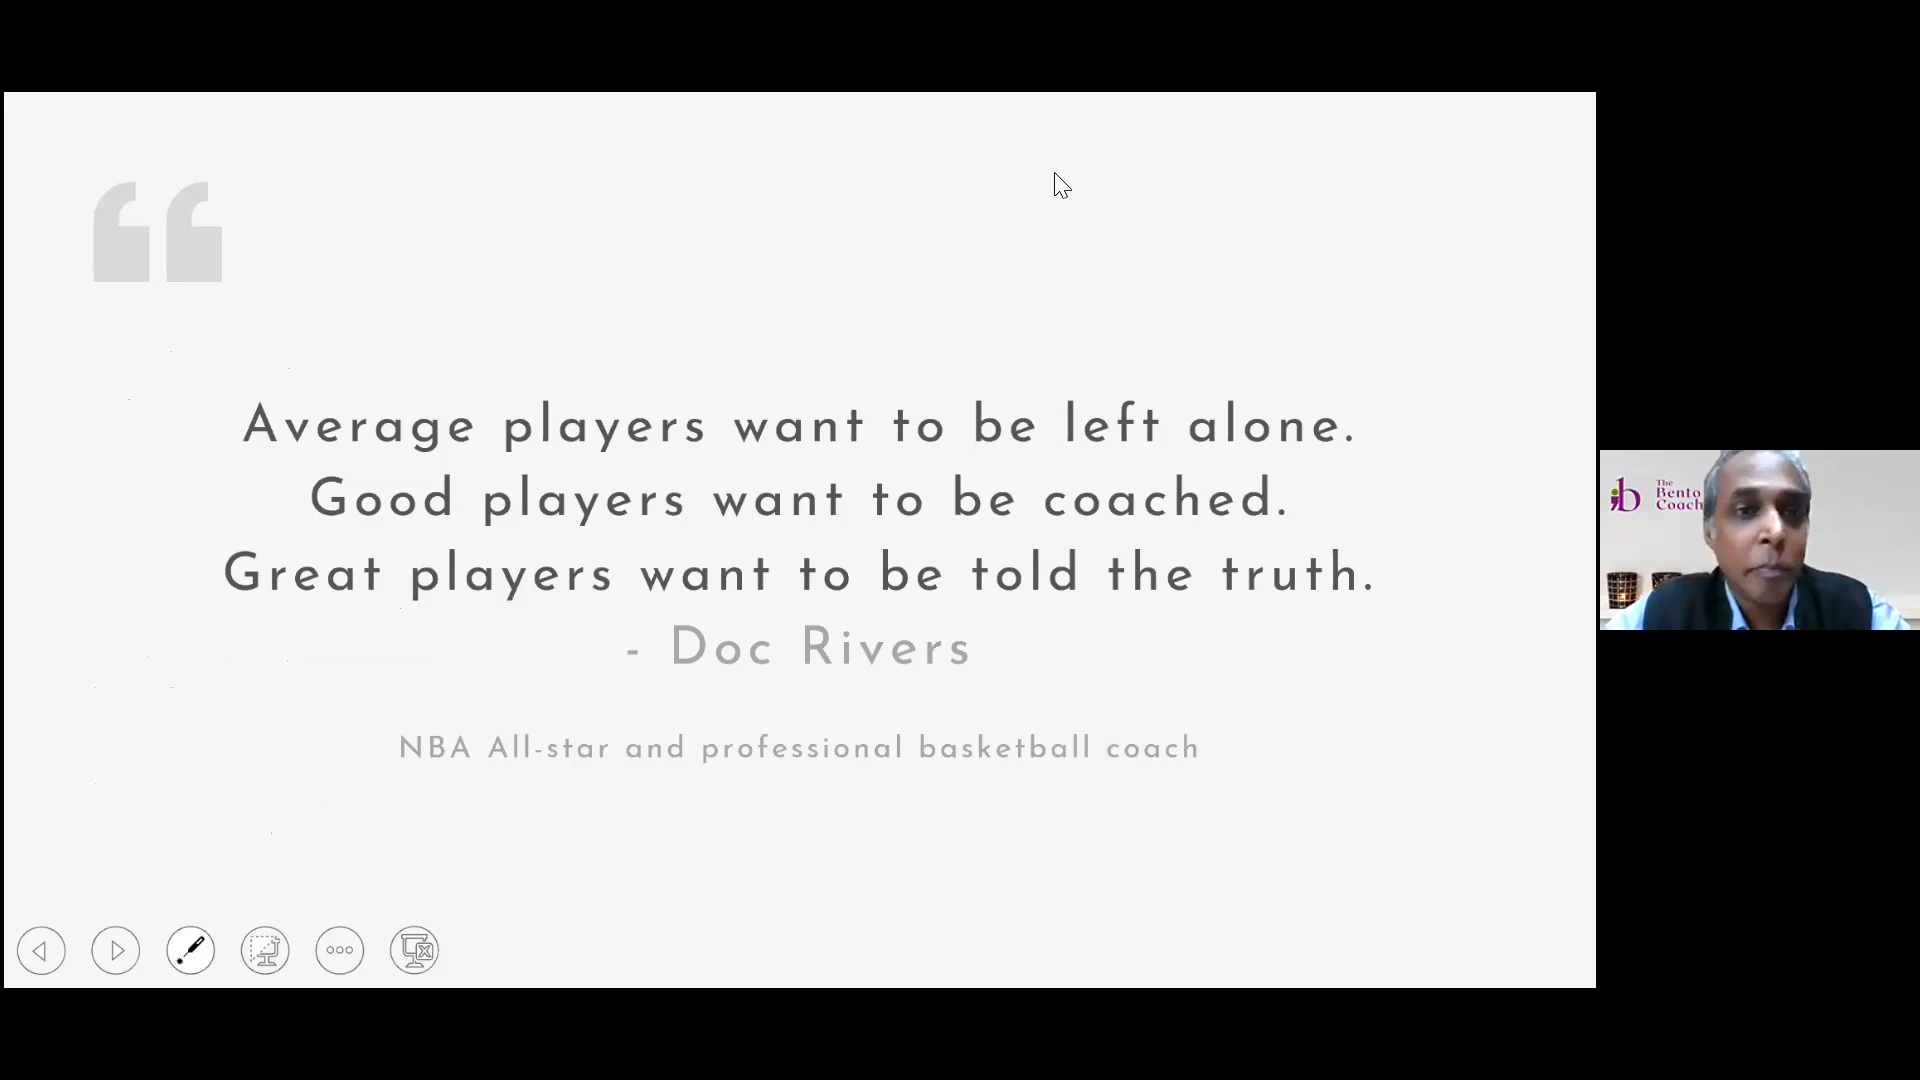 Average players want to be left alone.
Good players want to be coached.
Great players want to be told the truth.
- Doc Rivers
NBA All-star and professional basketball coach
b
The
Bento
Coach